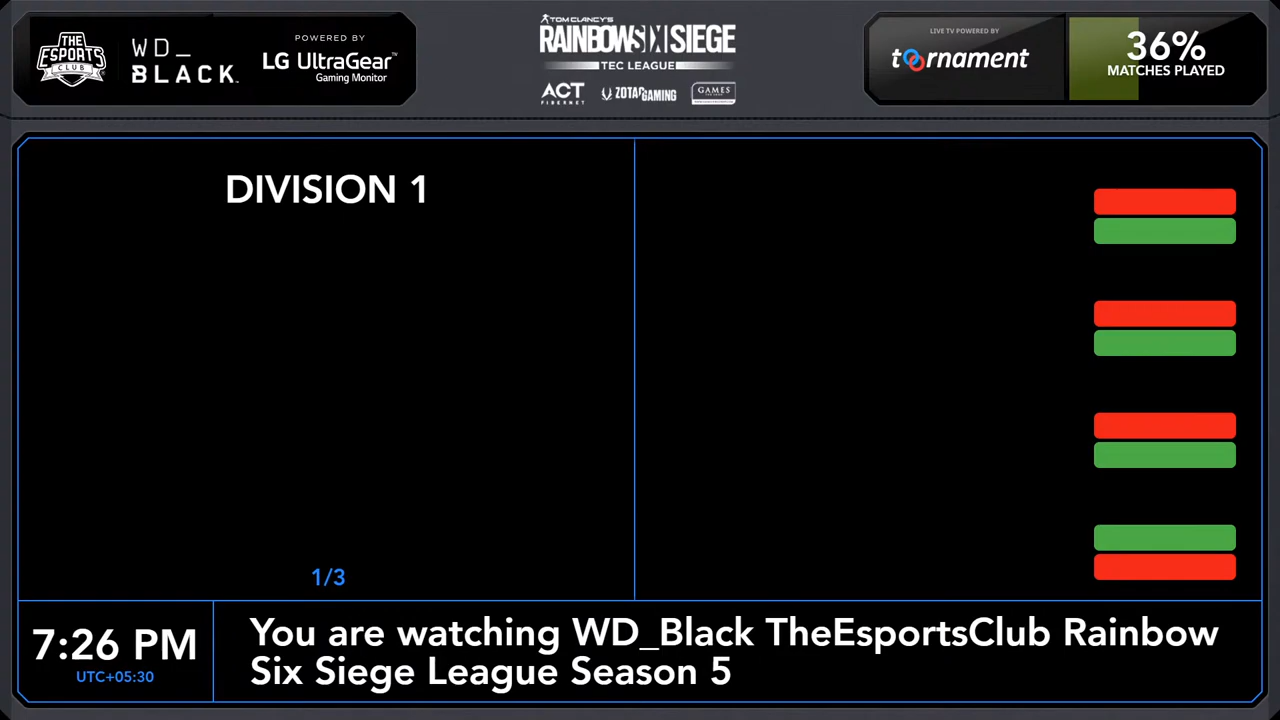 THE
ESPORTS
CLUB
WD_
BLACK.
POWERED BY
LG UltraGear™
Gaming Monitor
TOM CLANCY'S
RAINBOW SIX SIEGE
TEC LEAGUE
ACT
FIBERNET
ZOTAC GAMING
GAMES
LIVE TV POWERED BY
toornament
36%
MATCHES PLAYED
DIVISION 1
1/3
7:26 PM
UTC+05:30
You are watching WD_Black TheEsportsClub Rainbow
Six Siege League Season 5